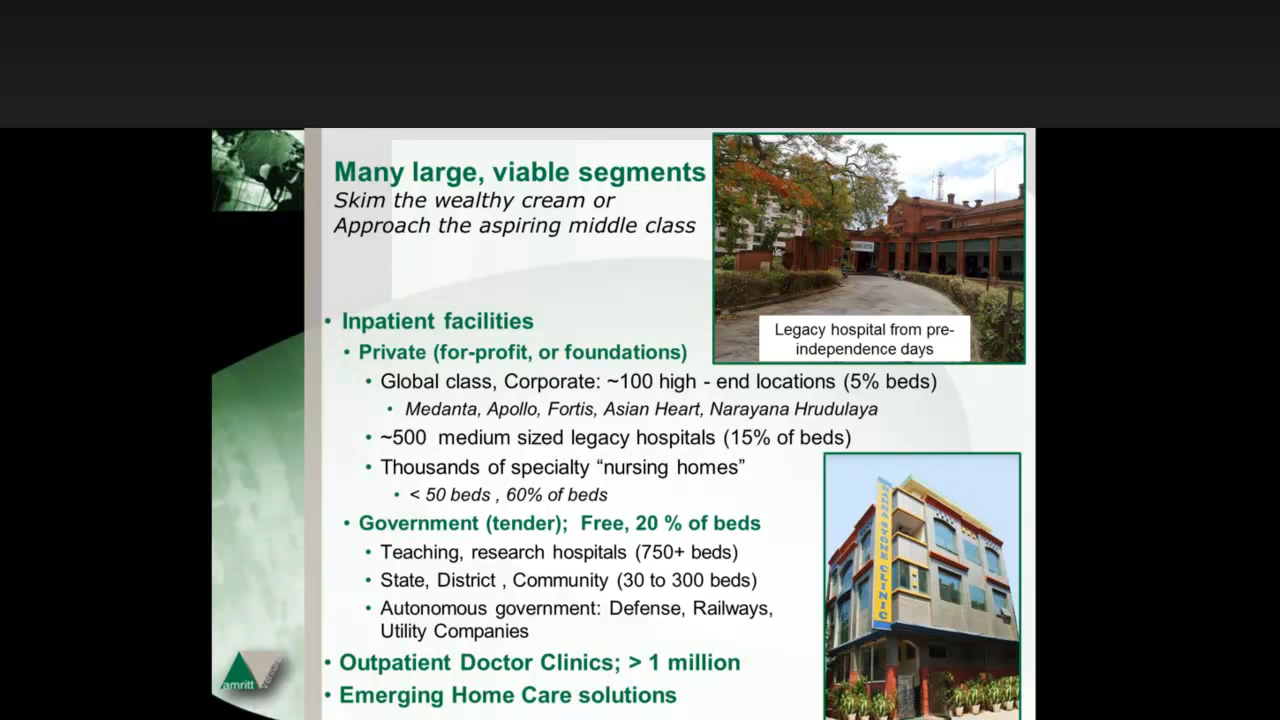 Many large, viable segments
Skim the wealthy cream or
Approach the aspiring middle class
Legacy hospital from pre-
independence days
• Inpatient facilities
• Private (for-profit, or foundations)
• Global class, Corporate: ~100 high - end locations (5% beds)
• Medanta, Apollo, Fortis, Asian Heart, Narayana Hrudulaya
• ~500 medium sized legacy hospitals (15% of beds)
• Thousands of specialty “nursing homes”
• < 50 beds , 60% of beds
• Government (tender); Free, 20 % of beds
• Teaching, research hospitals (750+ beds)
• State, District , Community (30 to 300 beds)
• Autonomous government: Defense, Railways,
Utility Companies
• Outpatient Doctor Clinics; > 1 million
• Emerging Home Care solutions
NANDA STONE CLINIC
amritt